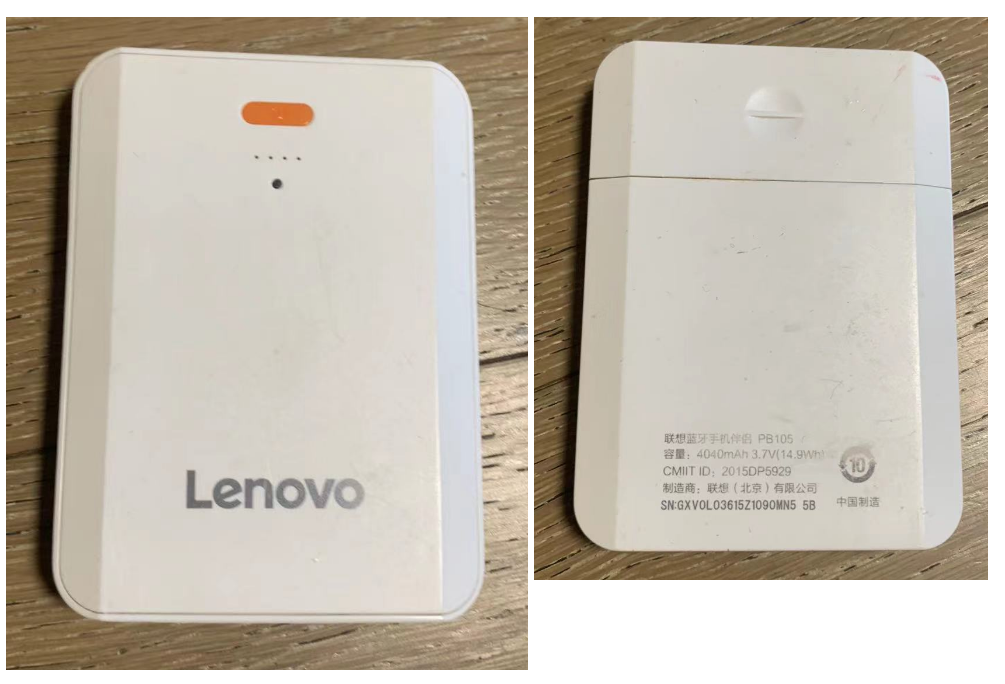 Lenovo
联想蓝牙手机伴侣 PB105
容量：4040mAh 3.7V(14.9Wh)
CMIIT ID：2015DP5929
制造商：联想（北京）有限公司
SN:GXV0L03615Z1090MN5 5B
10
中国制造